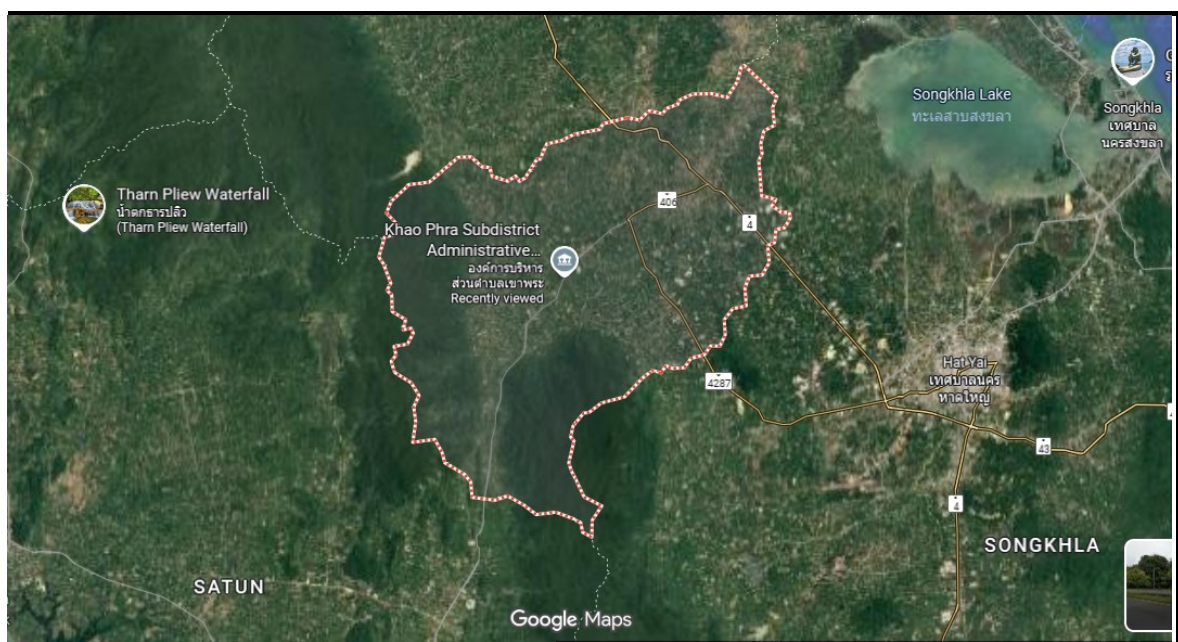 Songkhla Lake
ทะเลสาบสงขลา
Songkhla
เทศบาล
นครสงขลา
Tharn Pliew Waterfall
น้ำตกธารปลิว
(Tharn Pliew Waterfall)
406
4
Khao Phra Subdistrict
Administrative...
องค์การบริหาร
ส่วนตำบลเขาพระ
Recently viewed
Hat Yai
เทศบาลนคร
หาดใหญ่
4287
43
4
SONGKHLA
SATUN
Google Maps